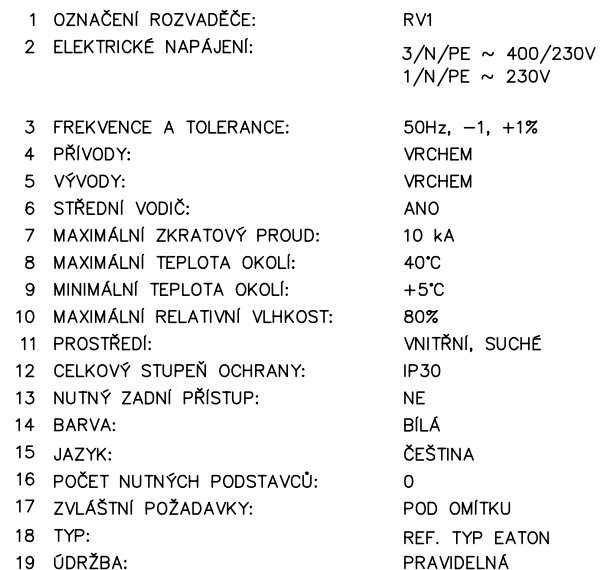 1 OZNAČENÍ ROZVADĚČE: RV1
2 ELEKTRICKÉ NAPÁJENÍ: 3/N/PE ~ 400/230V
1/N/PE ~ 230V
3 FREKVENCE A TOLERANCE: 50Hz, −1, +1%
4 PŘÍVODY: VRCHEM
5 VÝVODY: VRCHEM
6 STŘEDNÍ VODIČ: ANO
7 MAXIMÁLNÍ ZKRATOVÝ PROUD: 10 kA
8 MAXIMÁLNÍ TEPLOTA OKOLÍ: 40°C
9 MINIMÁLNÍ TEPLOTA OKOLÍ: +5°C
10 MAXIMÁLNÍ RELATIVNÍ VLHKOST: 80%
11 PROSTŘEDÍ: VNITŘNÍ, SUCHÉ
12 CELKOVÝ STUPEŇ OCHRANY: IP30
13 NUTNÝ ZADNÍ PŘÍSTUP: NE
14 BARVA: BÍLÁ
15 JAZYK: ČEŠTINA
16 POČET NUTNÝCH PODSTAVCŮ: 0
17 ZVLÁŠTNÍ POŽADAVKY: POD OMÍTKU
18 TYP: REF. TYP EATON
19 ÚDRŽBA: PRAVIDELNÁ